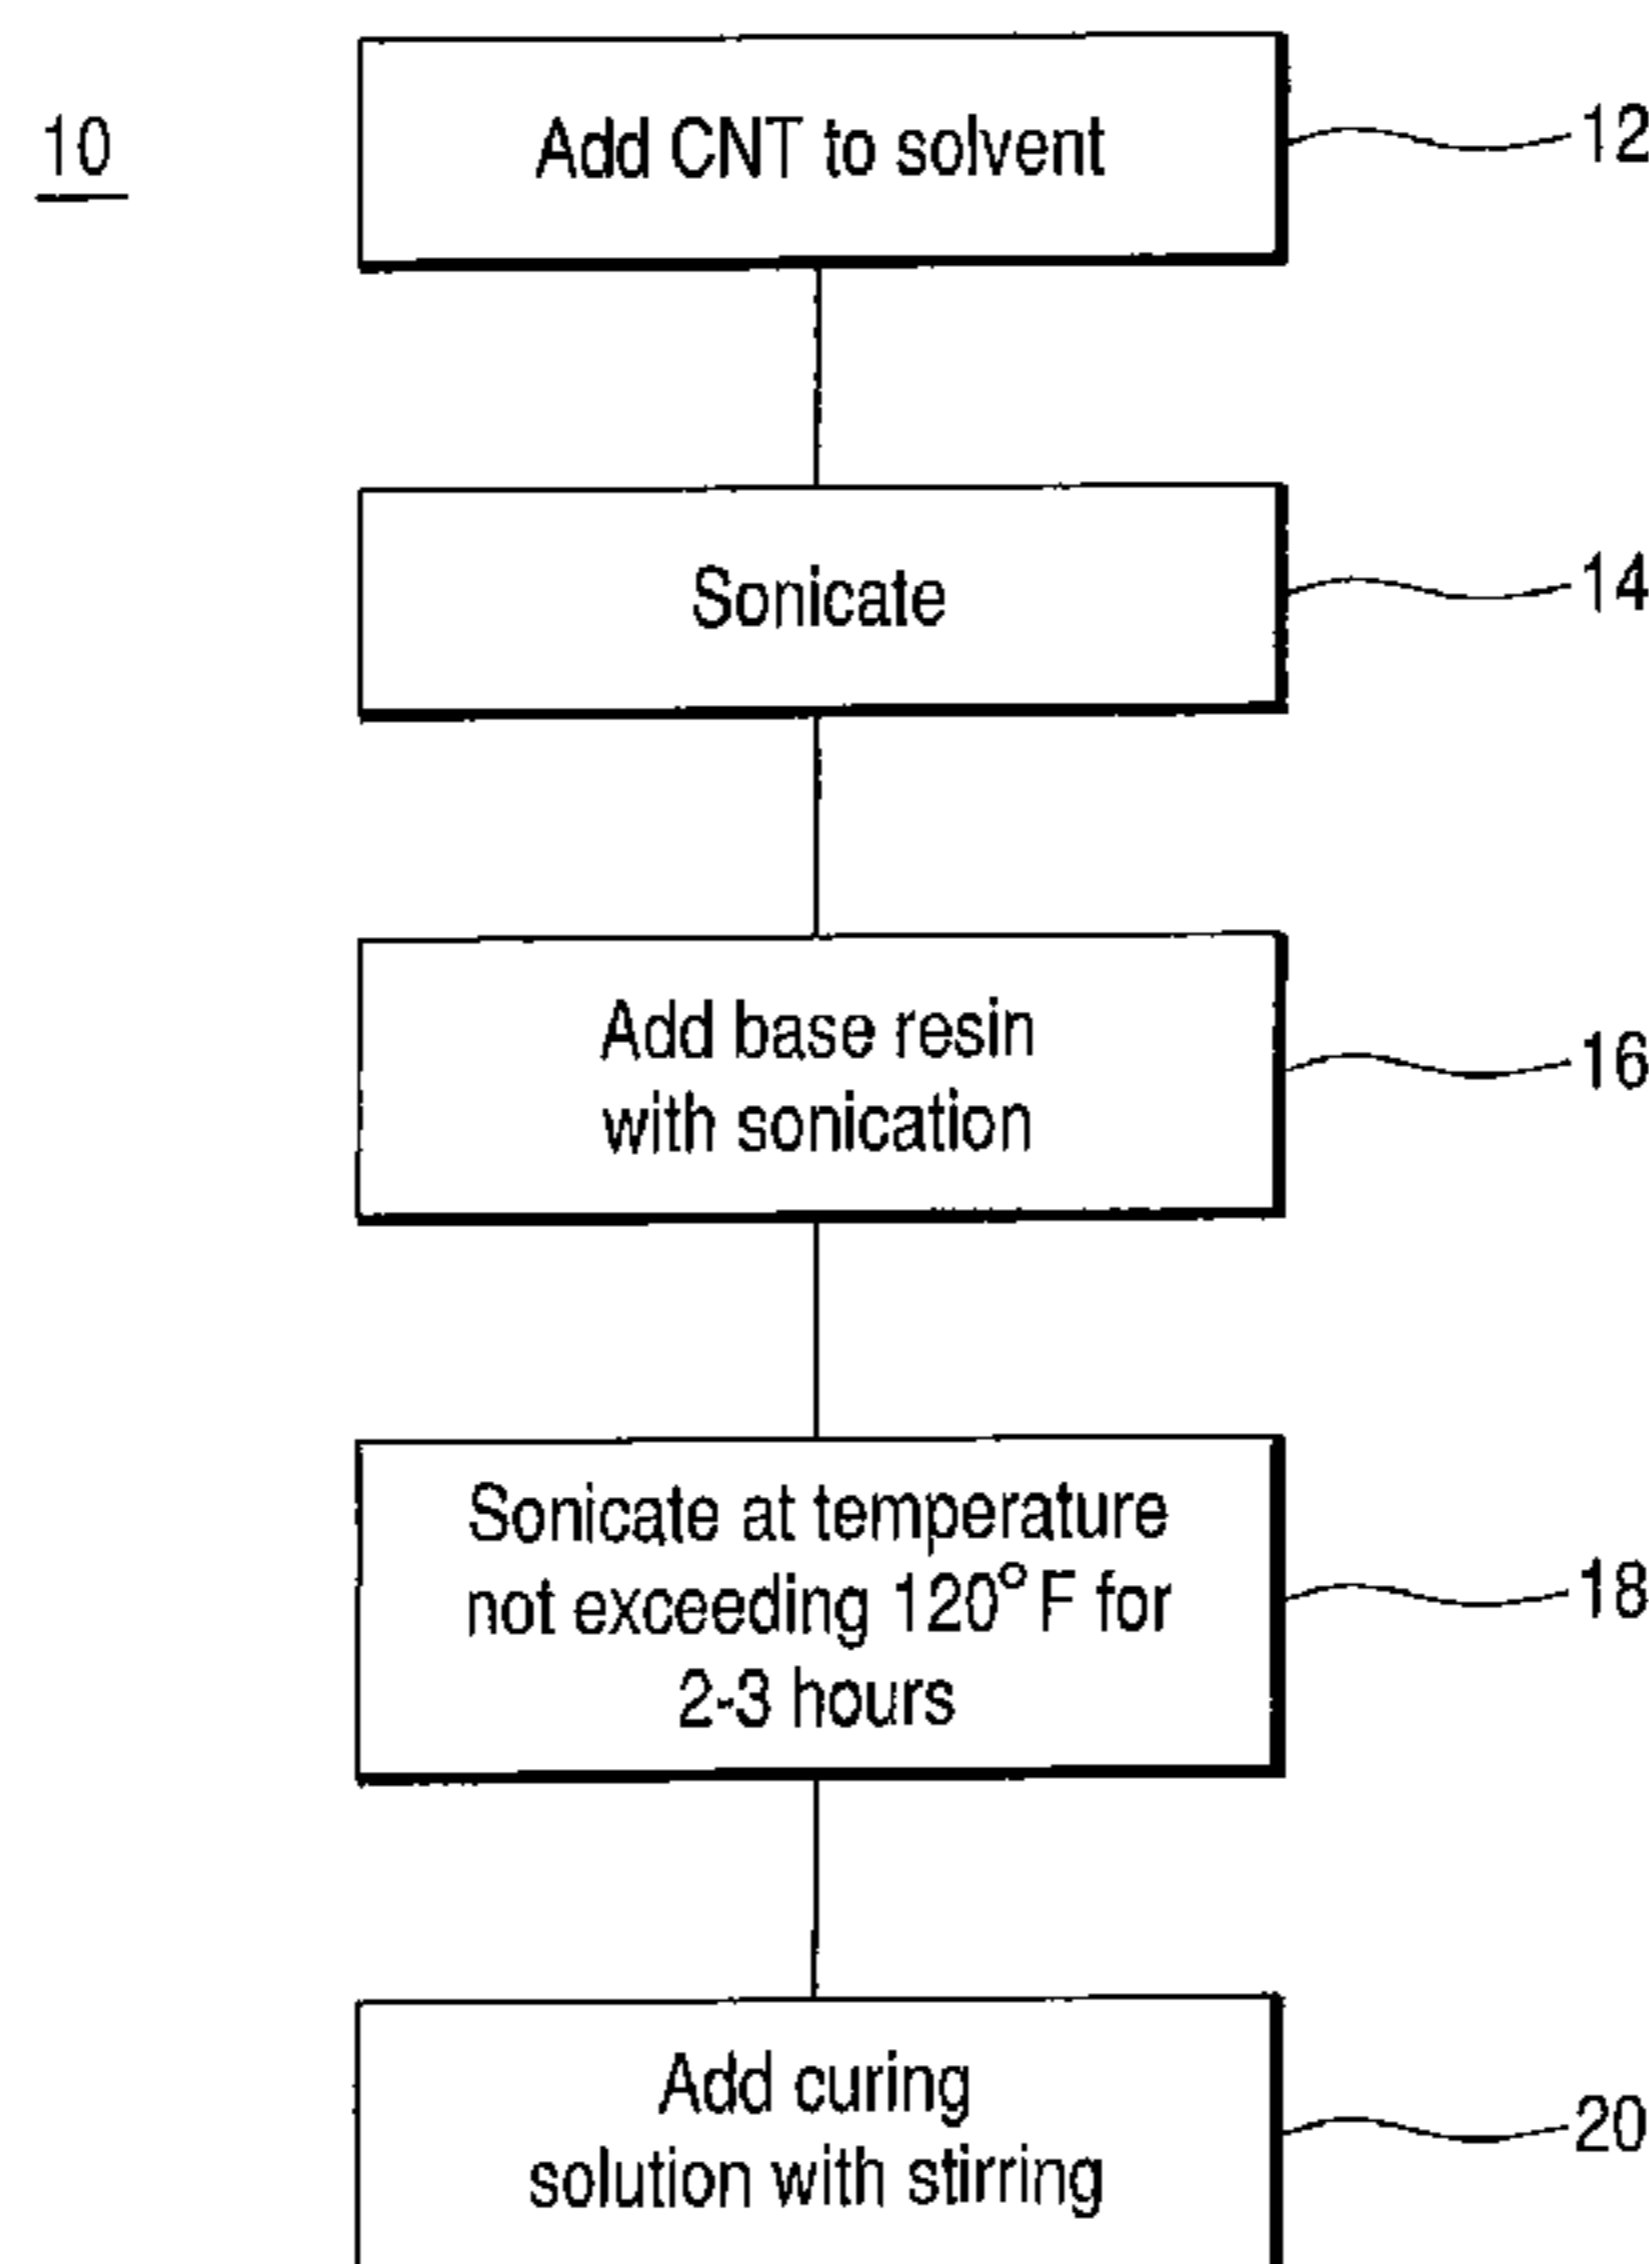 10
Add CNT to solvent
12
Sonicate
14
Add base resin
with sonication
16
Sonicate at temperature
not exceeding 120° F for
2-3 hours
18
Add curing
solution with stirring
20